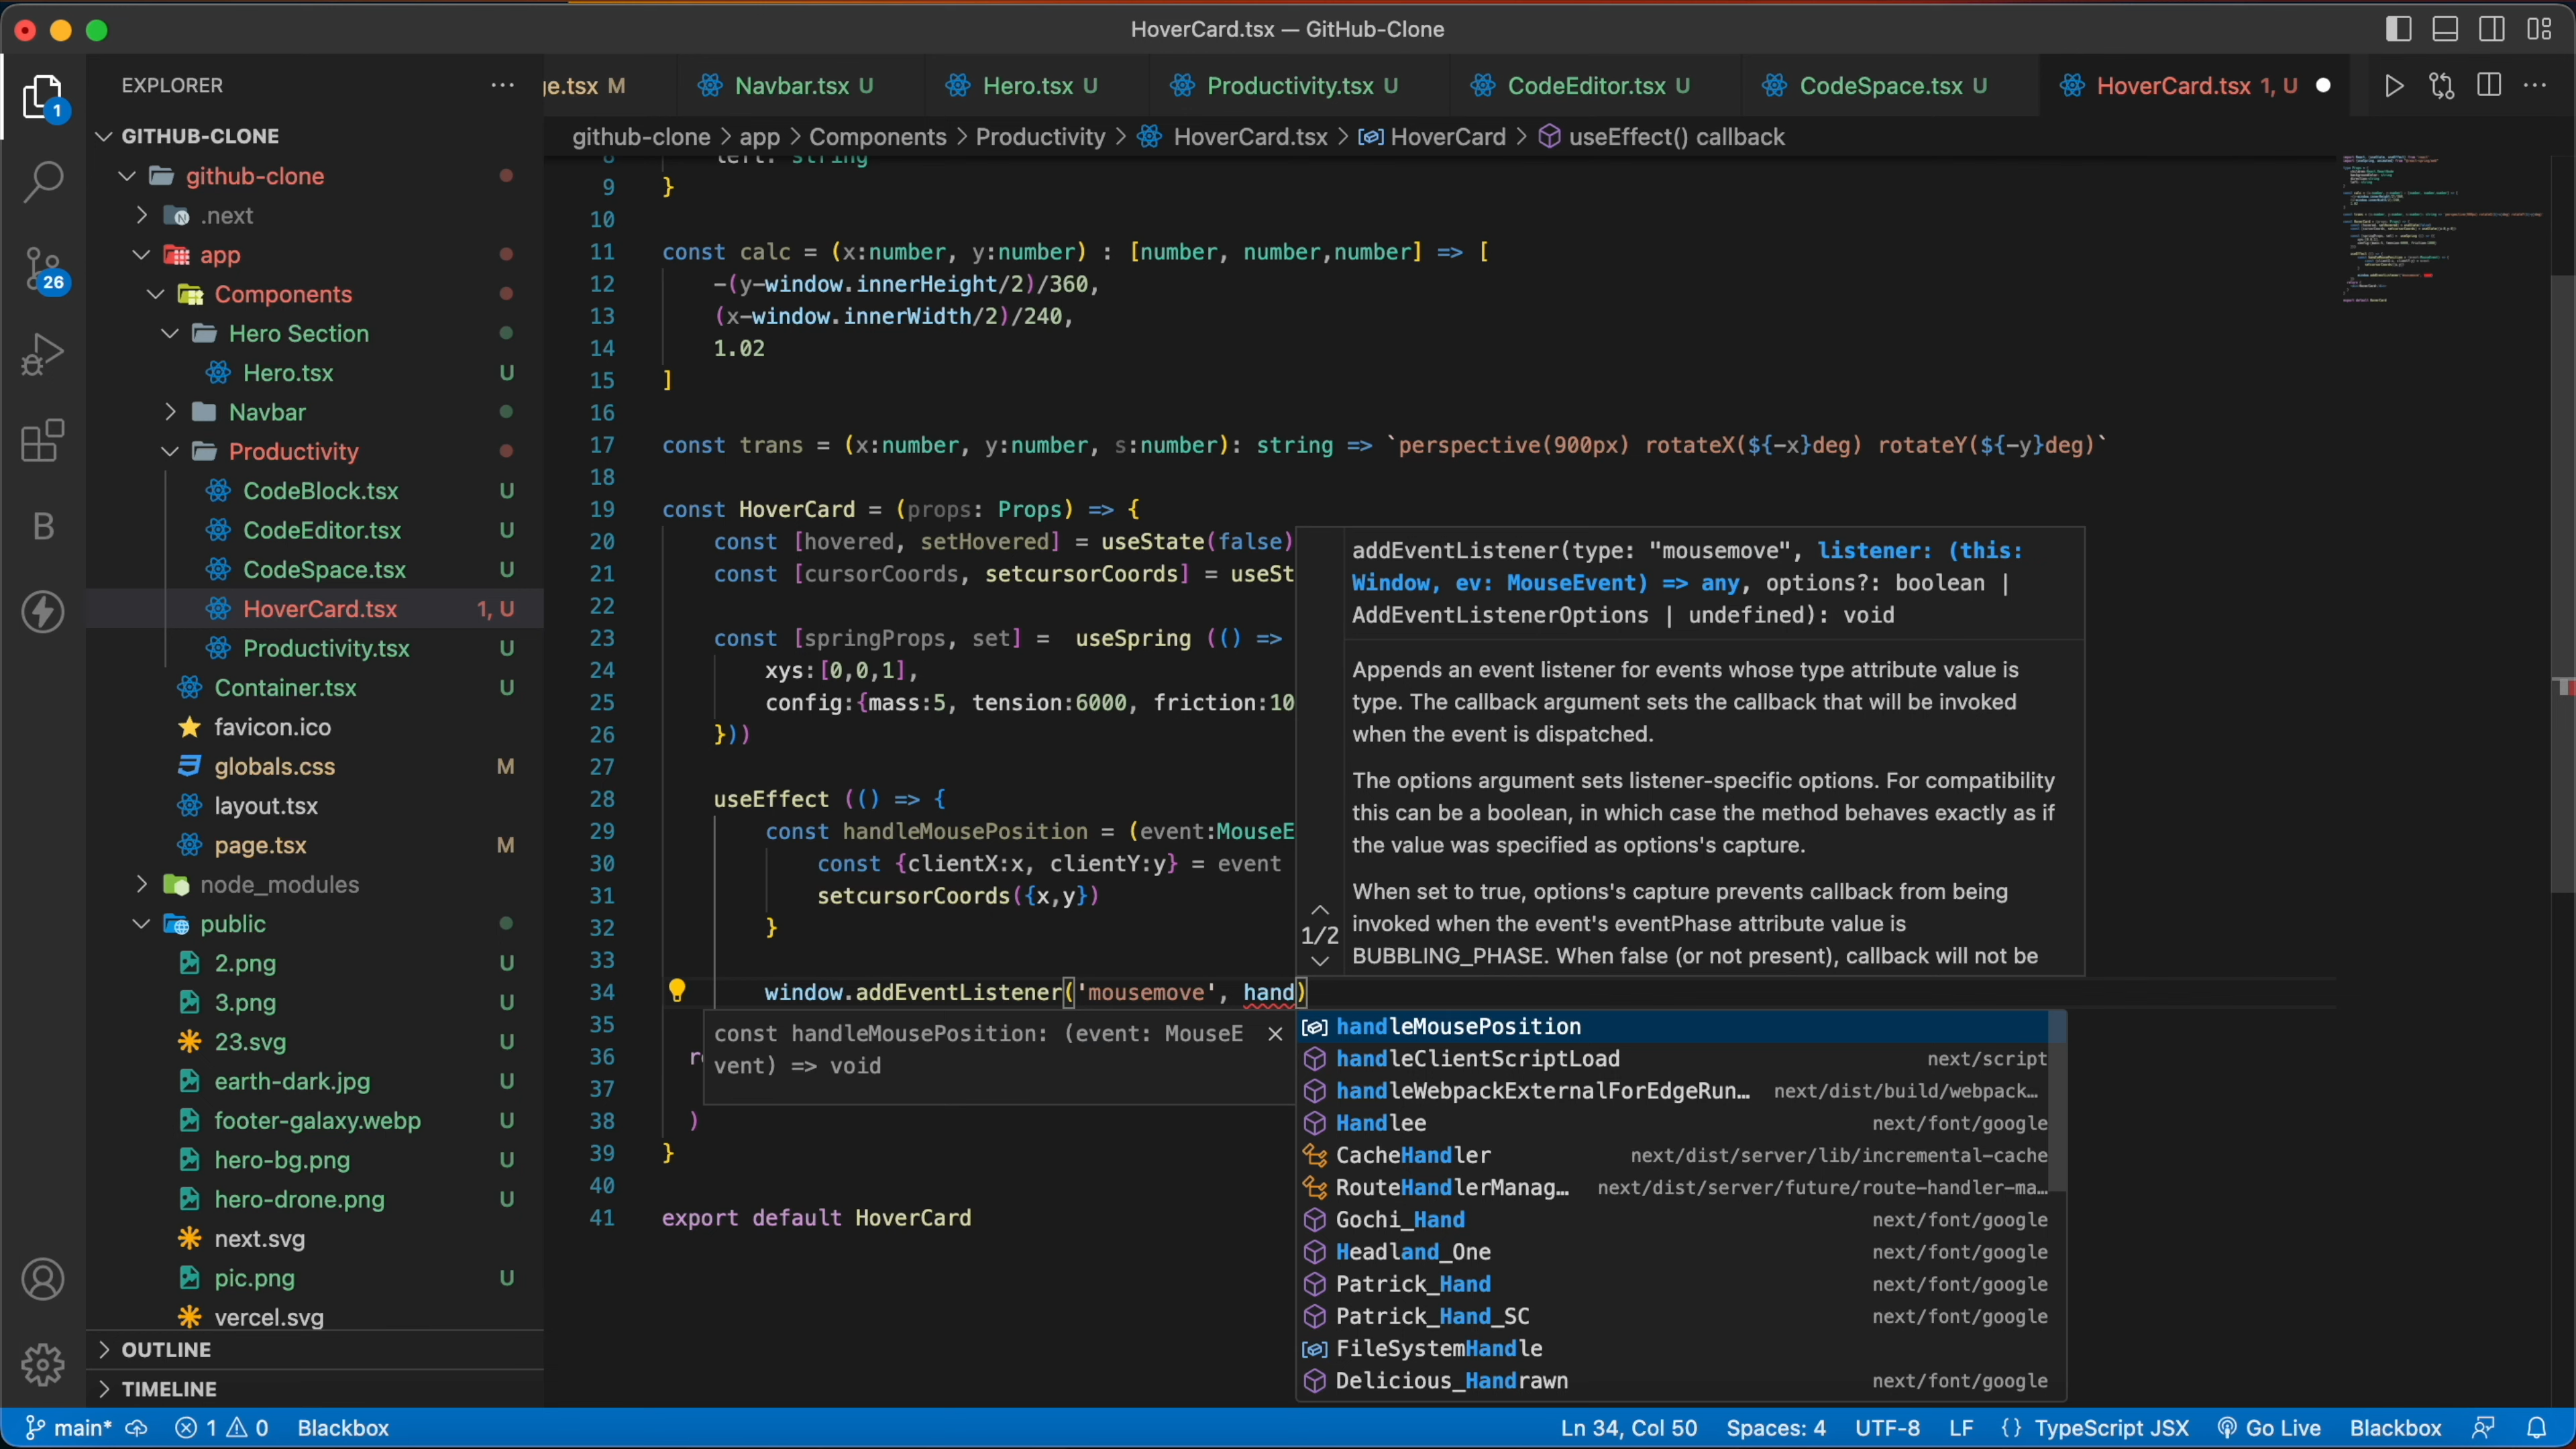 HoverCard.tsx — GitHub-Clone
EXPLORER
ge.tsx M
Navbar.tsx U
Hero.tsx U
Productivity.tsx U
CodeEditor.tsx U
CodeSpace.tsx U
HoverCard.tsx 1, U
github-clone > app > Components > Productivity > HoverCard.tsx > HoverCard > useEffect() callback
1
26
B
GITHUB-CLONE
github-clone
.next
app
Components
Hero Section
Hero.tsx U
Navbar
Productivity
CodeBlock.tsx U
CodeEditor.tsx U
CodeSpace.tsx U
HoverCard.tsx 1, U
Productivity.tsx U
Container.tsx U
favicon.ico
globals.css M
layout.tsx
page.tsx M
node_modules
public
2.png U
3.png U
23.svg U
earth-dark.jpg U
footer-galaxy.webp U
hero-bg.png U
hero-drone.png U
next.svg
pic.png U
vercel.svg
OUTLINE
TIMELINE
8 left: string
9 }
10
11 const calc = (x:number, y:number) : [number, number,number] => [
12 -(y-window.innerHeight/2)/360,
13 (x-window.innerWidth/2)/240,
14 1.02
15 ]
16
17 const trans = (x:number, y:number, s:number): string => `perspective(900px) rotateX(${-x}deg) rotateY(${-y}deg)`
18
19 const HoverCard = (props: Props) => {
20 const [hovered, setHovered] = useState(false)
21 const [cursorCoords, setcursorCoords] = useSt
22
23 const [springProps, set] =  useSpring (() =>
24 xys:[0,0,1],
25 config:{mass:5, tension:6000, friction:10
26 }))
27
28 useEffect (() => {
29 const handleMousePosition = (event:MouseE
30 const {clientX:x, clientY:y} = event
31 setcursorCoords({x,y})
32 }
33
34 window.addEventListener('mousemove', hand)
35
36 re
37
38 )
39 }
40
41 export default HoverCard
addEventListener(type: "mousemove", listener: (this:
Window, ev: MouseEvent) => any, options?: boolean |
AddEventListenerOptions | undefined): void
Appends an event listener for events whose type attribute value is
type. The callback argument sets the callback that will be invoked
when the event is dispatched.
The options argument sets listener-specific options. For compatibility
this can be a boolean, in which case the method behaves exactly as if
the value was specified as options's capture.
When set to true, options's capture prevents callback from being
invoked when the event's eventPhase attribute value is
BUBBLING_PHASE. When false (or not present), callback will not be
1/2
const handleMousePosition: (event: MouseE
vent) => void
handleMousePosition
handleClientScriptLoad next/script
handleWebpackExternalForEdgeRun… next/dist/build/webpack…
Handlee next/font/google
CacheHandler next/dist/server/lib/incremental-cache
RouteHandlerManag… next/dist/server/future/route-handler-ma…
Gochi_Hand next/font/google
Headland_One next/font/google
Patrick_Hand next/font/google
Patrick_Hand_SC next/font/google
FileSystemHandle
Delicious_Handrawn next/font/google
main* 1 0 Blackbox
Ln 34, Col 50 Spaces: 4 UTF-8 LF {} TypeScript JSX Go Live Blackbox